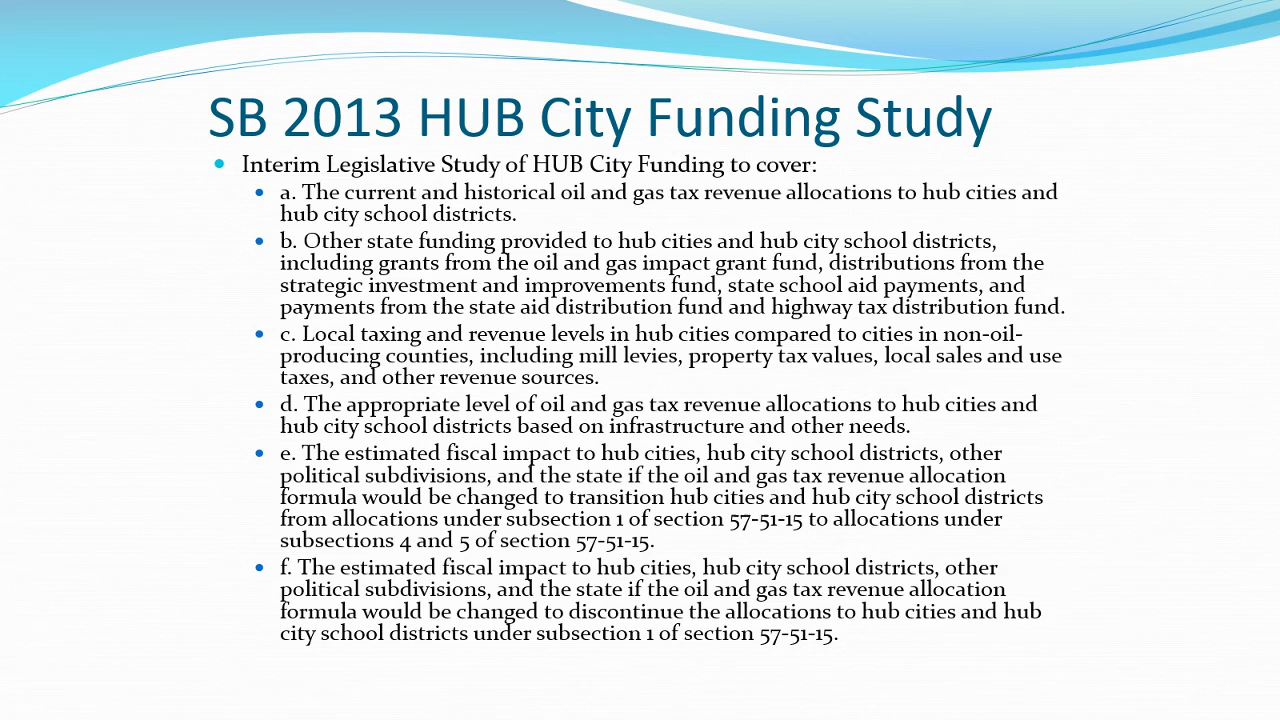 SB 2013 HUB City Funding Study
• Interim Legislative Study of HUB City Funding to cover:
• a. The current and historical oil and gas tax revenue allocations to hub cities and
hub city school districts.
• b. Other state funding provided to hub cities and hub city school districts,
including grants from the oil and gas impact grant fund, distributions from the
strategic investment and improvements fund, state school aid payments, and
payments from the state aid distribution fund and highway tax distribution fund.
• c. Local taxing and revenue levels in hub cities compared to cities in non-oil-
producing counties, including mill levies, property tax values, local sales and use
taxes, and other revenue sources.
• d. The appropriate level of oil and gas tax revenue allocations to hub cities and
hub city school districts based on infrastructure and other needs.
• e. The estimated fiscal impact to hub cities, hub city school districts, other
political subdivisions, and the state if the oil and gas tax revenue allocation
formula would be changed to transition hub cities and hub city school districts
from allocations under subsection 1 of section 57-51-15 to allocations under
subsections 4 and 5 of section 57-51-15.
• f. The estimated fiscal impact to hub cities, hub city school districts, other
political subdivisions, and the state if the oil and gas tax revenue allocation
formula would be changed to discontinue the allocations to hub cities and hub
city school districts under subsection 1 of section 57-51-15.